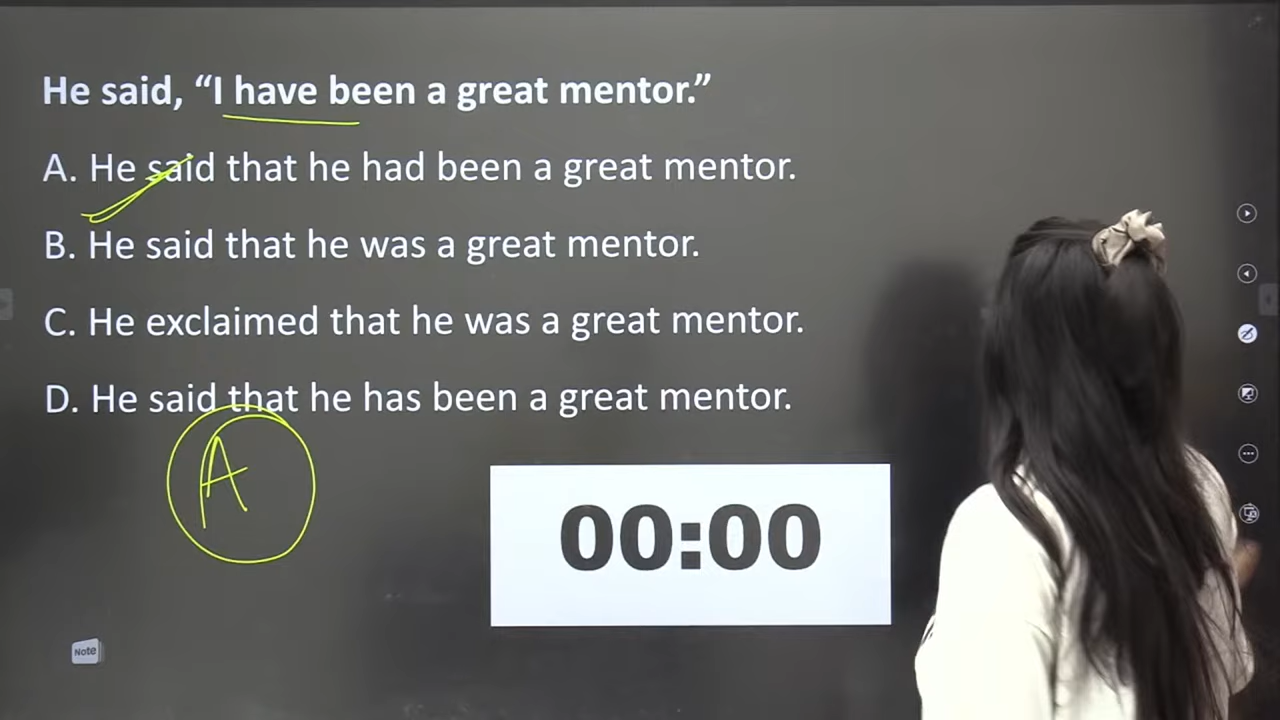 He said, “I have been a great mentor.”
A. He said that he had been a great mentor.
B. He said that he was a great mentor.
C. He exclaimed that he was a great mentor.
D. He said that he has been a great mentor.
A
00:00
Note